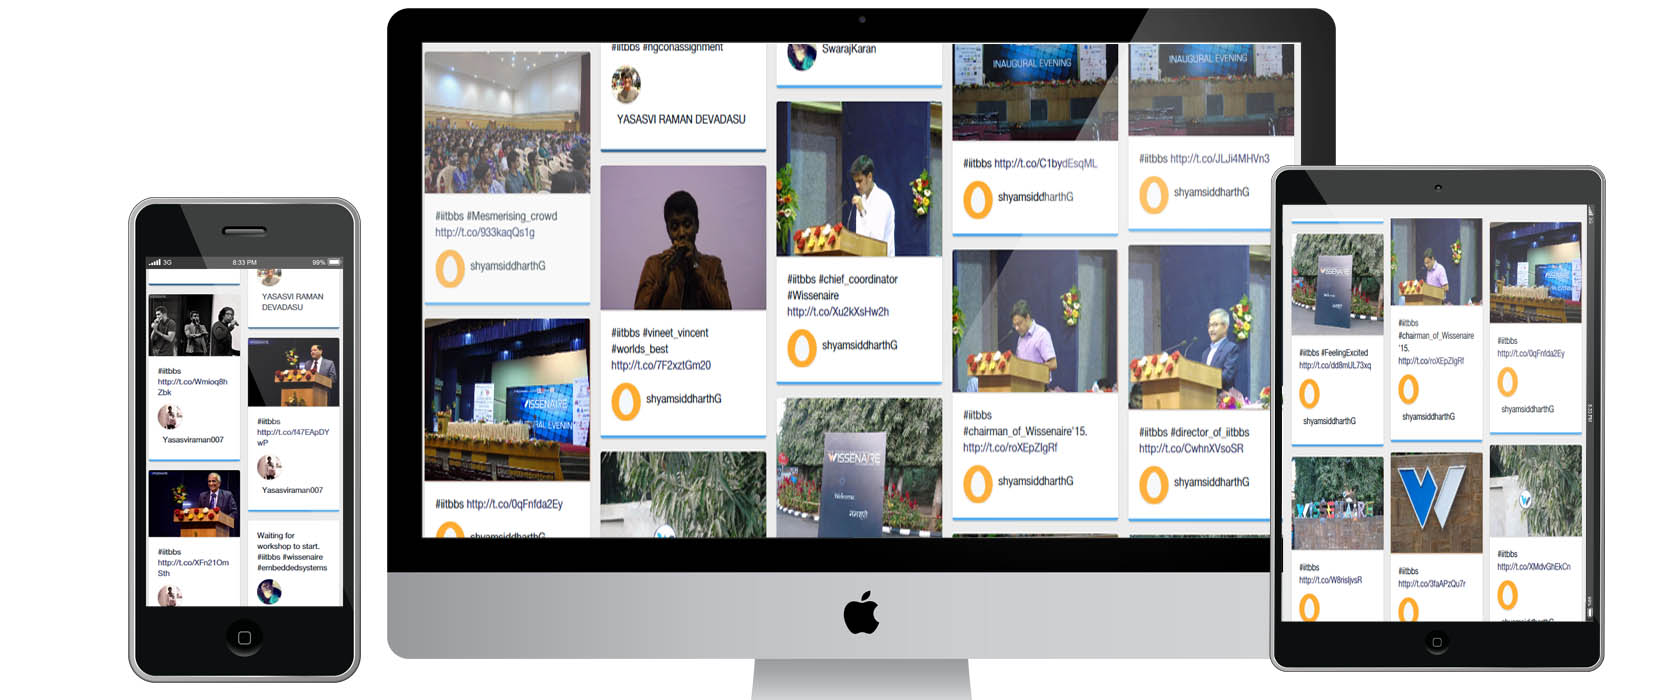 3G
8:33 PM
99%
#iitbbs
http://t.co/Wmioq8h
Zbk
Yasasviraman007
#iitbbs
http://t.co/XFn21Om
Sth
YASASVI RAMAN
DEVADASU
#iitbbs
http://t.co/f47EApDY
wP
Yasasviraman007
Waiting for
workshop to start.
#iitbbs #wissenaire
#embeddedsystems
#iitbbs #Mesmerising_crowd
http://t.co/933kaqQs1g
shyamsiddharthG
WISSENAIRE
#iitbbs http://t.co/0qFnfda2Ey
#iitbbs #ngconassignment
YASASVI RAMAN DEVADASU
#iitbbs #vineet_vincent
#worlds_best
http://t.co/7F2xztGm20
shyamsiddharthG
SwarajKaran
#iitbbs #chief_coordinator
#Wissenaire
http://t.co/Xu2kXsHw2h
shyamsiddharthG
WISSENAIRE
Welcome
INAUGURAL EVENING
#iitbbs http://t.co/C1bydEsqML
shyamsiddharthG
#iitbbs
#chairman_of_Wissenaire'15.
http://t.co/roXEpZlgRf
shyamsiddharthG
INAUGURAL EVENING
#iitbbs http://t.co/JLJi4MHVn3
shyamsiddharthG
#iitbbs #director_of_iitbbs
http://t.co/CwhnXVsoSR
shyamsiddharthG
WISSENAIRE
#iitbbs #FeelingExcited
http://t.co/dd8mUL73xq
shyamsiddharthG
#iitbbs
http://t.co/W8risljvsR
#iitbbs
#chairman_of_Wissenaire
'15.
http://t.co/roXEpZlgRf
shyamsiddharthG
#iitbbs
http://t.co/3faAPzQu7r
#iitbbs
http://t.co/0qFnfda2Ey
shyamsiddharthG
#iitbbs
http://t.co/XMdvGhEkCn
shyamsiddharthG